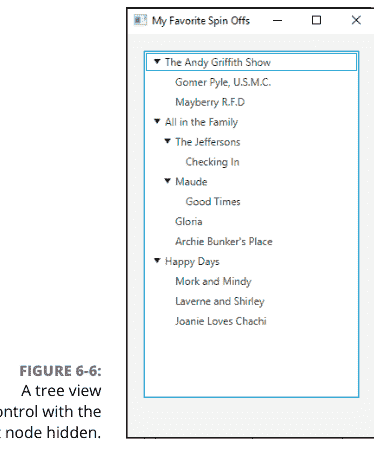 My Favorite Spin Offs
The Andy Griffith Show
Gomer Pyle, U.S.M.C.
Mayberry R.F.D
All in the Family
The Jeffersons
Checking In
Maude
Good Times
Gloria
Archie Bunker's Place
Happy Days
Mork and Mindy
Laverne and Shirley
Joanie Loves Chachi
FIGURE 6-6:
A tree view
ontrol with the
node hidden.